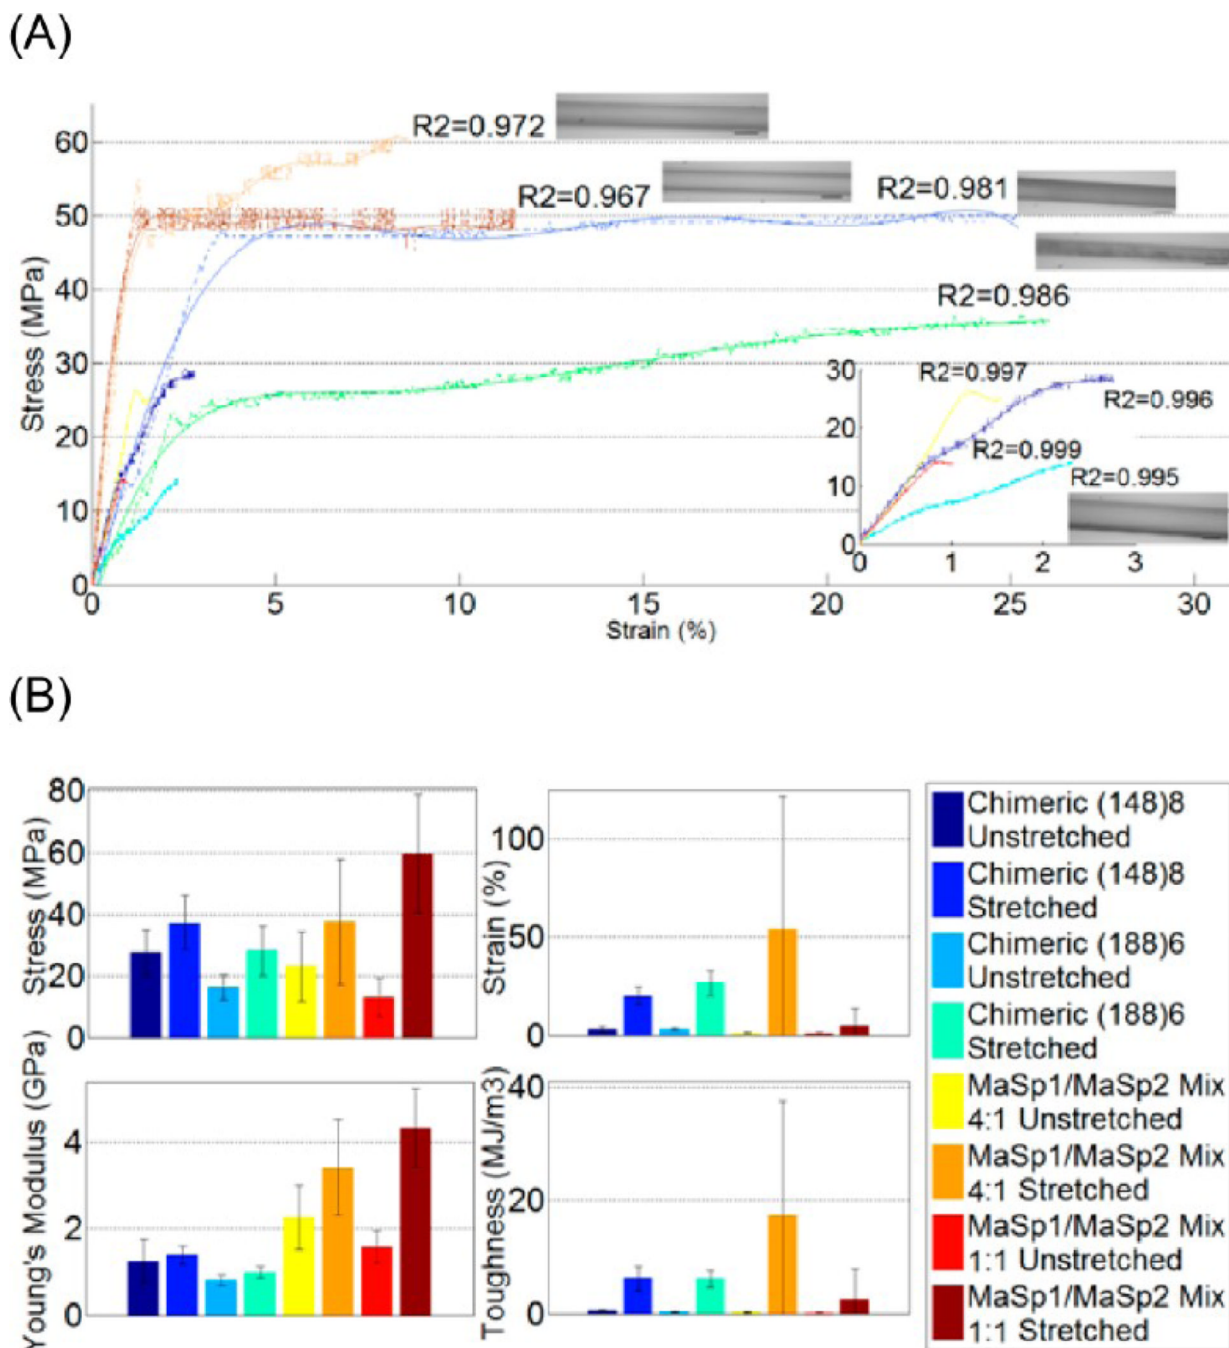 (A)
R2=0.972
R2=0.967
R2=0.981
R2=0.986
60
50
40
30
20
10
0
Stress (MPa)
0 5 10 15 20 25 30
Strain (%)
30
20
10
0
R2=0.997
R2=0.996
R2=0.999
R2=0.995
0 1 2 3
(B)
80
60
40
20
0
Stress (MPa)
100
50
0
Strain (%)
4
2
0
Young's Modulus (GPa)
40
20
0
Toughness (MJ/m3)
Chimeric (148)8
Unstretched
Chimeric (148)8
Stretched
Chimeric (188)6
Unstretched
Chimeric (188)6
Stretched
MaSp1/MaSp2 Mix
4:1 Unstretched
MaSp1/MaSp2 Mix
4:1 Stretched
MaSp1/MaSp2 Mix
1:1 Unstretched
MaSp1/MaSp2 Mix
1:1 Stretched